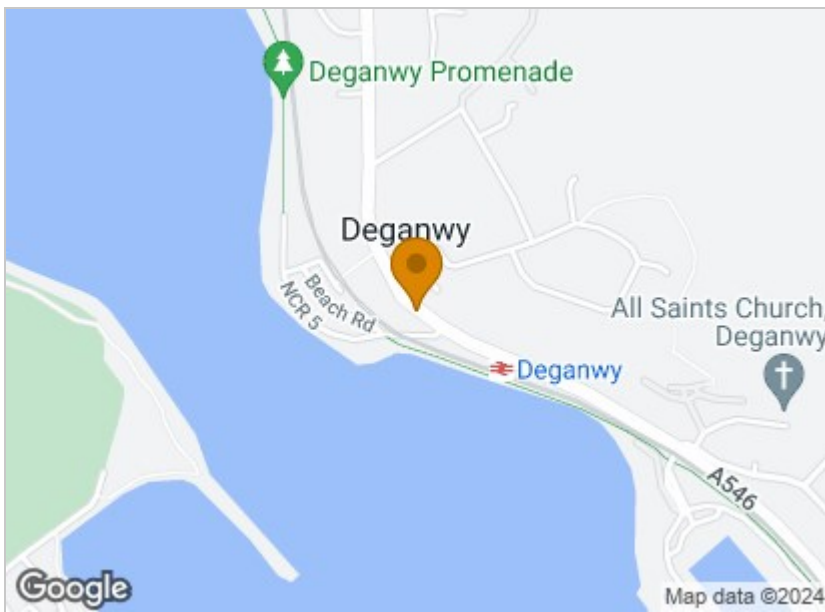 Deganwy Promenade
Deganwy
Beach Rd
NCR 5
All Saints Church,
Deganwy
Deganwy
A546
Google
Map data ©2024